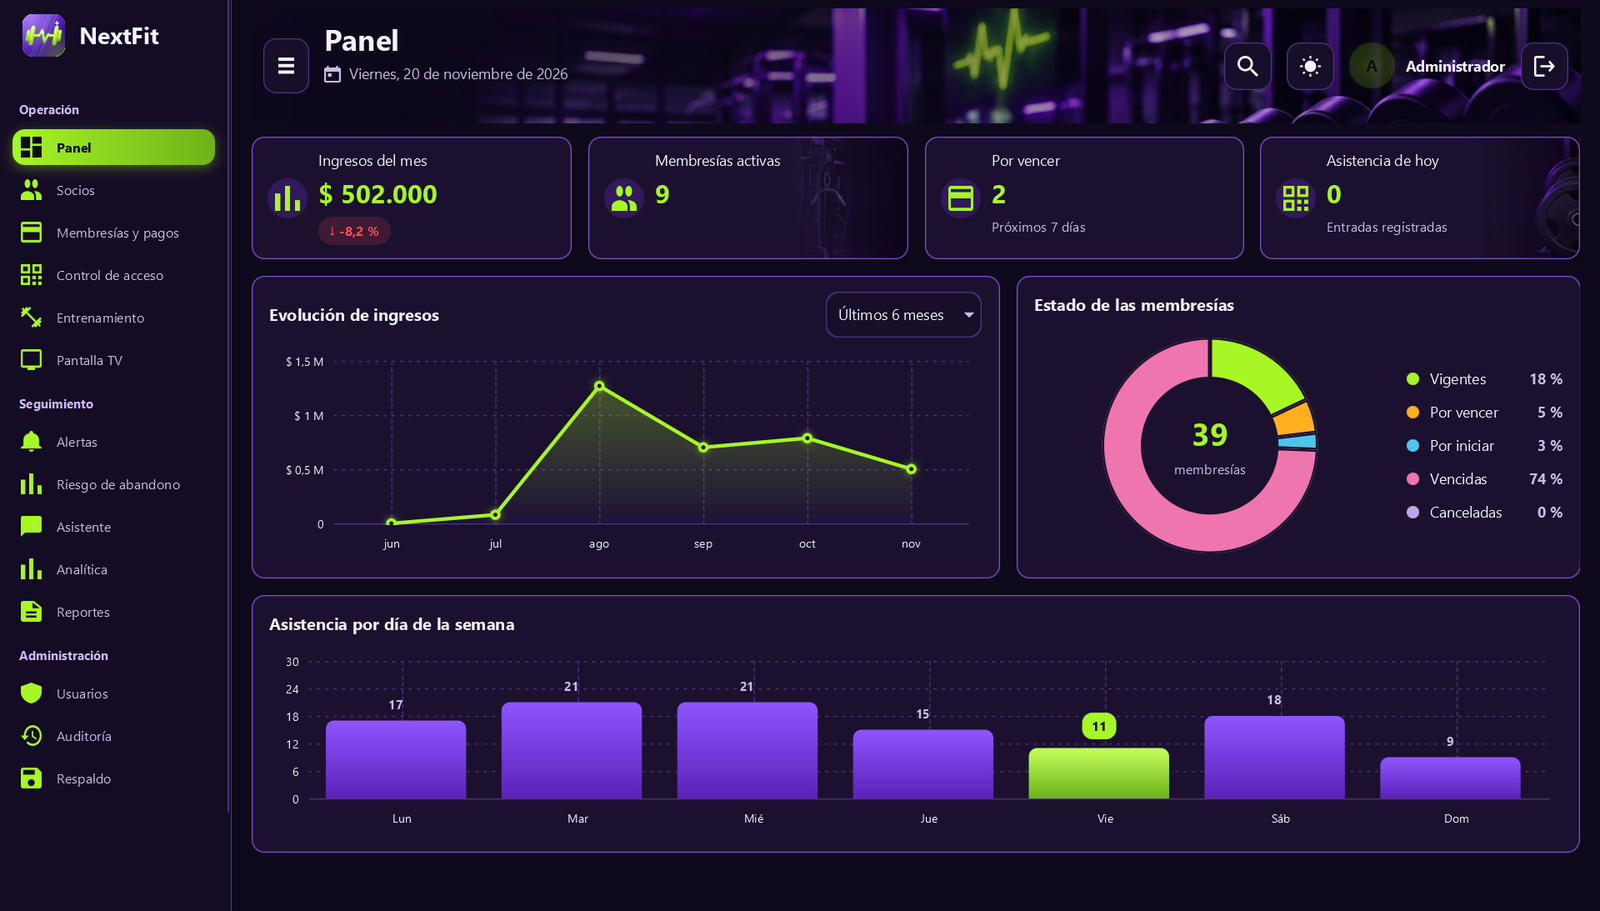 NextFit
Operación
Panel
Socios
Membresías y pagos
Control de acceso
Entrenamiento
Pantalla TV
Seguimiento
Alertas
Riesgo de abandono
Asistente
Analítica
Reportes
Administración
Usuarios
Auditoría
Respaldo
Panel
Viernes, 20 de noviembre de 2026
A
Administrador
Ingresos del mes
$ 502.000
↓ -8,2 %
Membresías activas
9
Por vencer
2
Próximos 7 días
Asistencia de hoy
0
Entradas registradas
Evolución de ingresos
Últimos 6 meses
$ 1,5 M
$ 1 M
$ 0,5 M
0
jun jul ago sep oct nov
Estado de las membresías
39
membresías
Vigentes 18 %
Por vencer 5 %
Por iniciar 3 %
Vencidas 74 %
Canceladas 0 %
Asistencia por día de la semana
30
24
18
12
6
0
17 21 21 15 11 18 9
Lun Mar Mié Jue Vie Sáb Dom